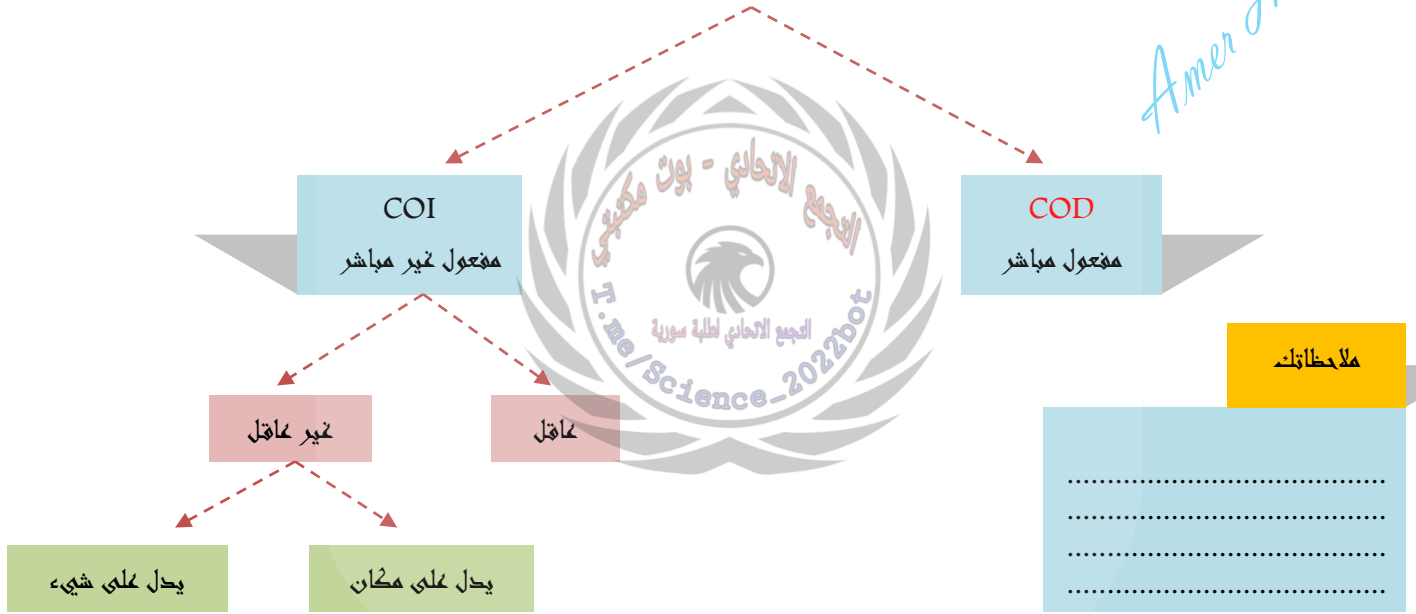 Amer
COD
مفعول مباشر
COI
مفعول غير مباشر
التجمع الاتحادي - بوت مكتبتي
التجمع الاتحادي لطلبة سورية
T.me/Science_2022bot
ملاحظاتك
عاقل
غير عاقل
........................................
........................................
........................................
........................................
يدل على مكان
يدل على شيء